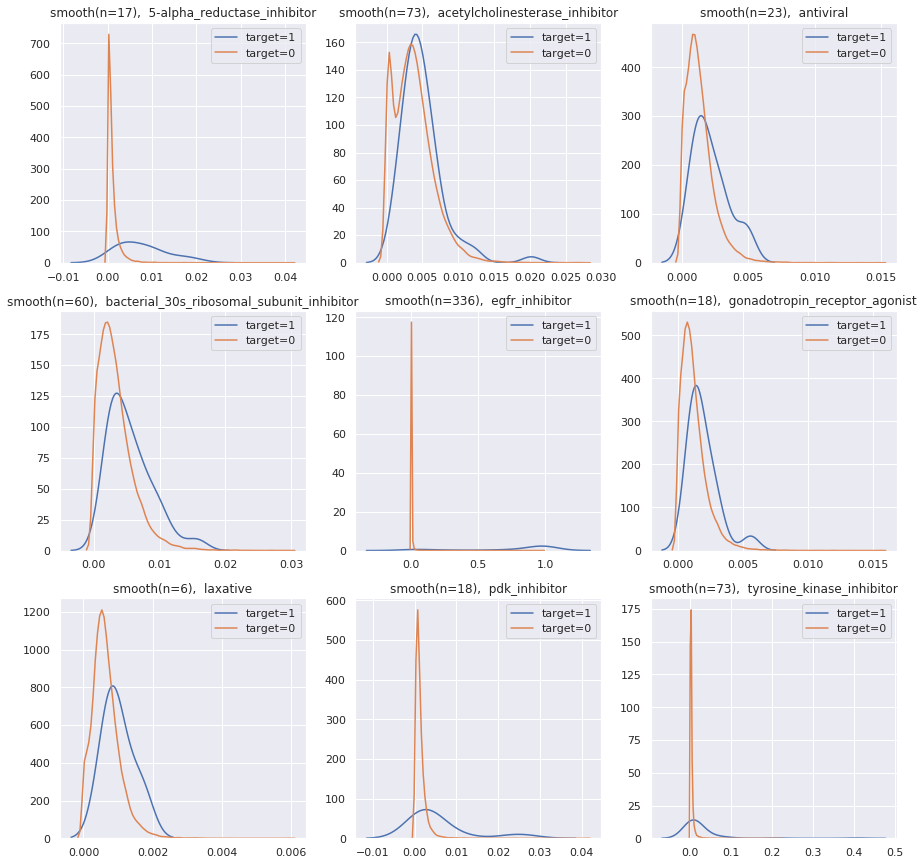 smooth(n=17),  5-alpha_reductase_inhibitor
700
600
500
400
300
200
100
0
−0.01 0.00 0.01 0.02 0.03 0.04
target=1
target=0
smooth(n=73),  acetylcholinesterase_inhibitor
160
140
120
100
80
60
40
20
0
0.000 0.005 0.010 0.015 0.020 0.025 0.030
target=1
target=0
smooth(n=23),  antiviral
400
300
200
100
0
0.000 0.005 0.010 0.015
target=1
target=0
smooth(n=60),  bacterial_30s_ribosomal_subunit_inhibitor
175
150
125
100
75
50
25
0
0.00 0.01 0.02 0.03
target=1
target=0
smooth(n=336),  egfr_inhibitor
120
100
80
60
40
20
0
0.0 0.5 1.0
target=1
target=0
smooth(n=18),  gonadotropin_receptor_agonist
500
400
300
200
100
0
0.000 0.005 0.010 0.015
target=1
target=0
smooth(n=6),  laxative
1200
1000
800
600
400
200
0
0.000 0.002 0.004 0.006
target=1
target=0
smooth(n=18),  pdk_inhibitor
600
500
400
300
200
100
0
−0.01 0.00 0.01 0.02 0.03 0.04
target=1
target=0
smooth(n=73),  tyrosine_kinase_inhibitor
175
150
125
100
75
50
25
0
0.0 0.1 0.2 0.3 0.4 0.5
target=1
target=0